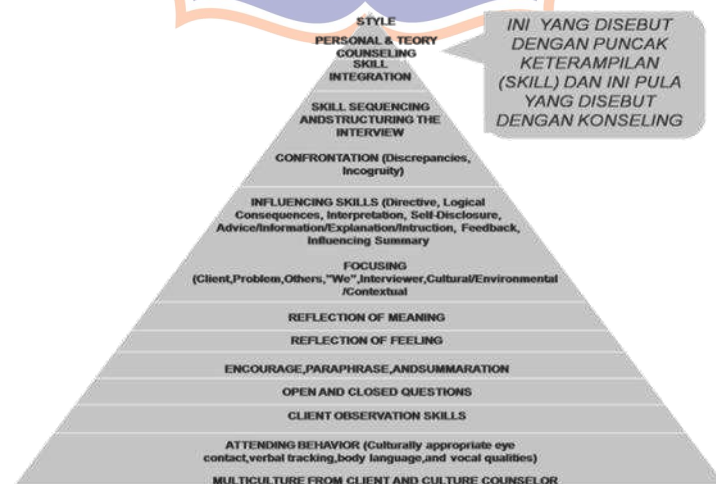 STYLE
PERSONAL & TEORY
COUNSELING
SKILL
INTEGRATION
INI YANG DISEBUT
DENGAN PUNCAK
KETERAMPILAN
(SKILL) DAN INI PULA
YANG DISEBUT
DENGAN KONSELING
SKILL SEQUENCING
ANDSTRUCTURING THE
INTERVIEW
CONFRONTATION (Discrepancies,
Incogruity)
INFLUENCING SKILLS (Directive, Logical
Consequences, Interpretation, Self-Disclosure,
Advice/Information/Explanation/Intruction, Feedback,
Influencing Summary
FOCUSING
(Client,Problem,Others,"We",Interviewer,Cultural/Environmental
/Contextual
REFLECTION OF MEANING
REFLECTION OF FEELING
ENCOURAGE,PARAPHRASE,ANDSUMMARATION
OPEN AND CLOSED QUESTIONS
CLIENT OBSERVATION SKILLS
ATTENDING BEHAVIOR (Culturally appropriate eye
contact,verbal tracking,body language,and vocal qualities)
MULTICULTURE FROM CLIENT AND CULTURE COUNSELOR